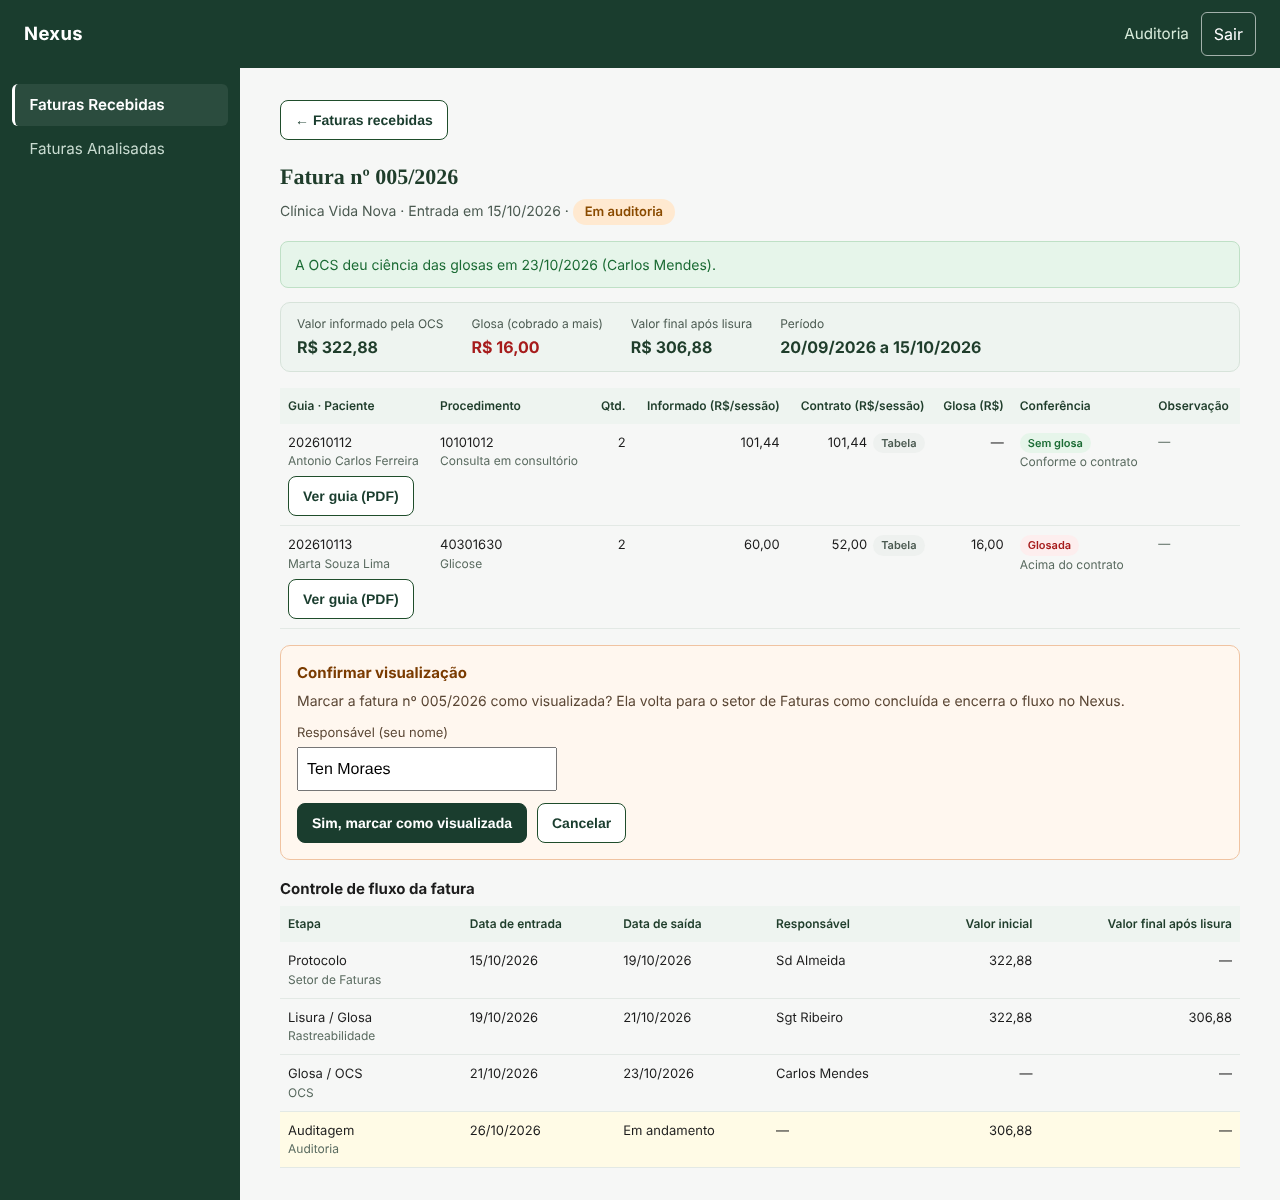 Nexus
Auditoria
Sair
Faturas Recebidas
Faturas Analisadas
← Faturas recebidas
Fatura nº 005/2026
Clínica Vida Nova · Entrada em 15/10/2026 · Em auditoria
A OCS deu ciência das glosas em 23/10/2026 (Carlos Mendes).
Valor informado pela OCS Glosa (cobrado a mais) Valor final após lisura Período
R$ 322,88 R$ 16,00 R$ 306,88 20/09/2026 a 15/10/2026
Guia · Paciente Procedimento Qtd. Informado (R$/sessão) Contrato (R$/sessão) Glosa (R$) Conferência Observação
202610112 10101012 2 101,44 101,44 Tabela — Sem glosa —
Antonio Carlos Ferreira Consulta em consultório Conforme o contrato
Ver guia (PDF)
202610113 40301630 2 60,00 52,00 Tabela 16,00 Glosada —
Marta Souza Lima Glicose Acima do contrato
Ver guia (PDF)
Confirmar visualização
Marcar a fatura nº 005/2026 como visualizada? Ela volta para o setor de Faturas como concluída e encerra o fluxo no Nexus.
Responsável (seu nome)
Ten Moraes
Sim, marcar como visualizada Cancelar
Controle de fluxo da fatura
Etapa Data de entrada Data de saída Responsável Valor inicial Valor final após lisura
Protocolo 15/10/2026 19/10/2026 Sd Almeida 322,88 —
Setor de Faturas
Lisura / Glosa 19/10/2026 21/10/2026 Sgt Ribeiro 322,88 306,88
Rastreabilidade
Glosa / OCS 21/10/2026 23/10/2026 Carlos Mendes — —
OCS
Auditagem 26/10/2026 Em andamento — 306,88 —
Auditoria